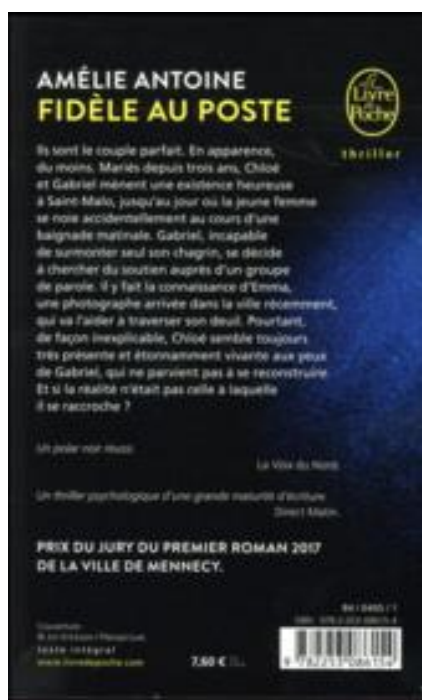 AMÉLIE ANTOINE
FIDÈLE AU POSTE
Le
Livre
de
Poche
thriller
Ils sont le couple parfait. En apparence,
du moins. Mariés depuis trois ans, Chloé
et Gabriel mènent une existence heureuse
à Saint-Malo, jusqu'au jour où la jeune femme
se noie accidentellement au cours d'une
baignade matinale. Gabriel, incapable
de surmonter seul son chagrin, se décide
à chercher du soutien auprès d'un groupe
de parole. Il y fait la connaissance d'Emma,
une photographe arrivée dans la ville récemment,
qui va l'aider à traverser son deuil. Pourtant,
de façon inexplicable, Chloé semble toujours
très présente et étonnamment vivante aux yeux
de Gabriel, qui ne parvient pas à se reconstruire.
Et si la réalité n'était pas celle à laquelle
il se raccroche ?
Un polar noir réussi.
La Voix du Nord.
Un thriller psychologique d'une grande maturité d'écriture.
Direct Matin.
PRIX DU JURY DU PREMIER ROMAN 2017
DE LA VILLE DE MENNECY.
Couverture :
texte intégral
www.livredepoche.com
7,60 €